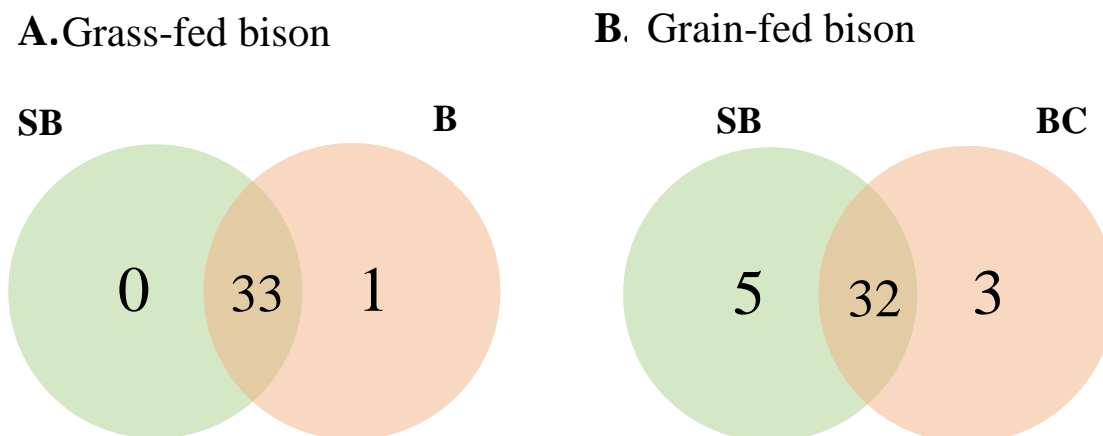 A. Grass-fed bison
SB
B
0
33
1
B. Grain-fed bison
SB
BC
5
32
3